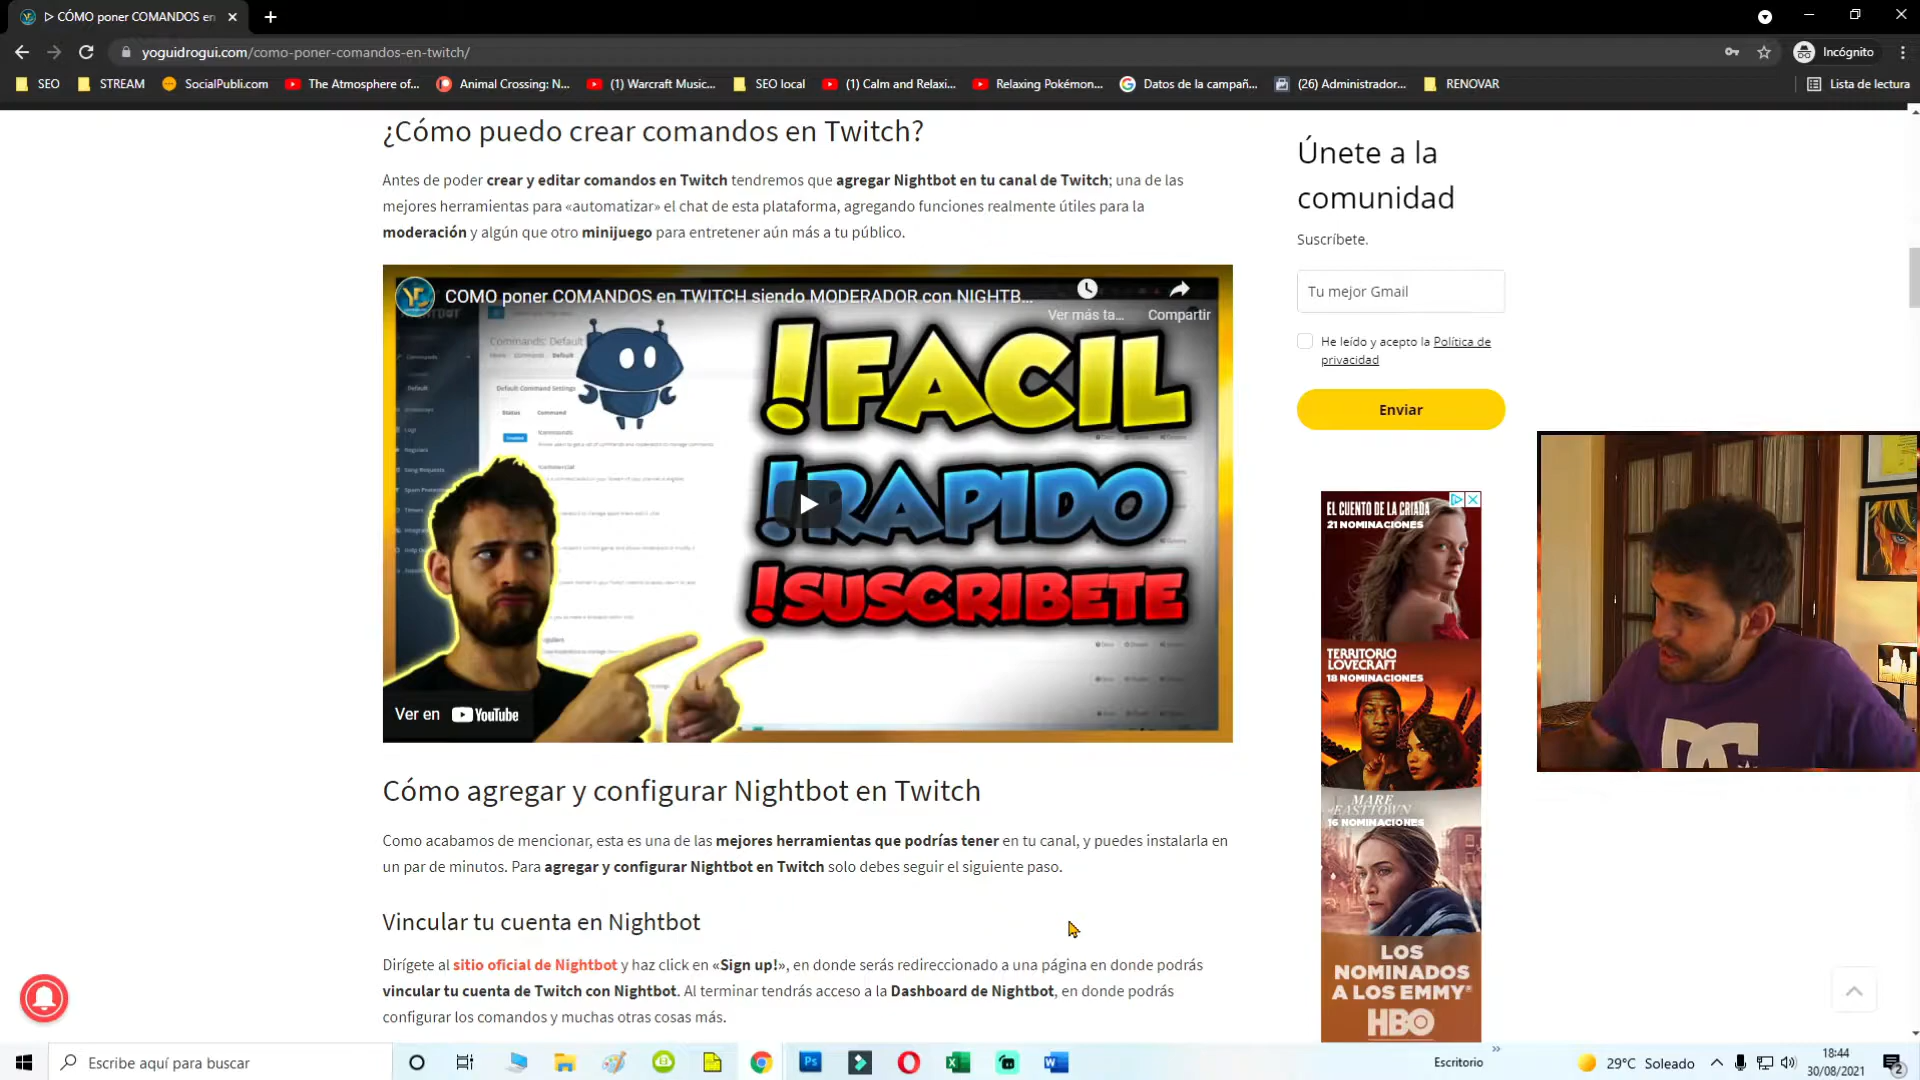 ▷ CÓMO poner COMANDOS en
yoguidrogui.com/como-poner-comandos-en-twitch/
Incógnito
SEO
STREAM
SocialPubli.com
The Atmosphere of...
Animal Crossing: N...
(1) Warcraft Music...
SEO local
(1) Calm and Relaxi...
Relaxing Pokémon...
Datos de la campañ...
(26) Administrador...
RENOVAR
Lista de lectura
¿Cómo puedo crear comandos en Twitch?
Antes de poder crear y editar comandos en Twitch tendremos que agregar Nightbot en tu canal de Twitch; una de las
mejores herramientas para «automatizar» el chat de esta plataforma, agregando funciones realmente útiles para la
moderación y algún que otro minijuego para entretener aún más a tu público.
COMO poner COMANDOS en TWITCH siendo MODERADOR con NIGHTB...
Ver más ta...
Compartir
Commands: Default
Default Command Settings
!FACIL
!RAPIDO
!SUSCRIBETE
Ver en YouTube
Cómo agregar y configurar Nightbot en Twitch
Como acabamos de mencionar, esta es una de las mejores herramientas que podrías tener en tu canal, y puedes instalarla en
un par de minutos. Para agregar y configurar Nightbot en Twitch solo debes seguir el siguiente paso.
Vincular tu cuenta en Nightbot
Dirígete al sitio oficial de Nightbot y haz click en «Sign up!», en donde serás redireccionado a una página en donde podrás
vincular tu cuenta de Twitch con Nightbot. Al terminar tendrás acceso a la Dashboard de Nightbot, en donde podrás
configurar los comandos y muchas otras cosas más.
Únete a la
comunidad
Suscríbete.
Tu mejor Gmail
He leído y acepto la Política de
privacidad
Enviar
EL CUENTO DE LA CRIADA
21 NOMINACIONES
TERRITORIO
LOVECRAFT
18 NOMINACIONES
MARE
OF EASTTOWN
16 NOMINACIONES
LOS
NOMINADOS
A LOS EMMY®
HBO
Escribe aquí para buscar
Escritorio
29°C Soleado
18:44
30/08/2021
2